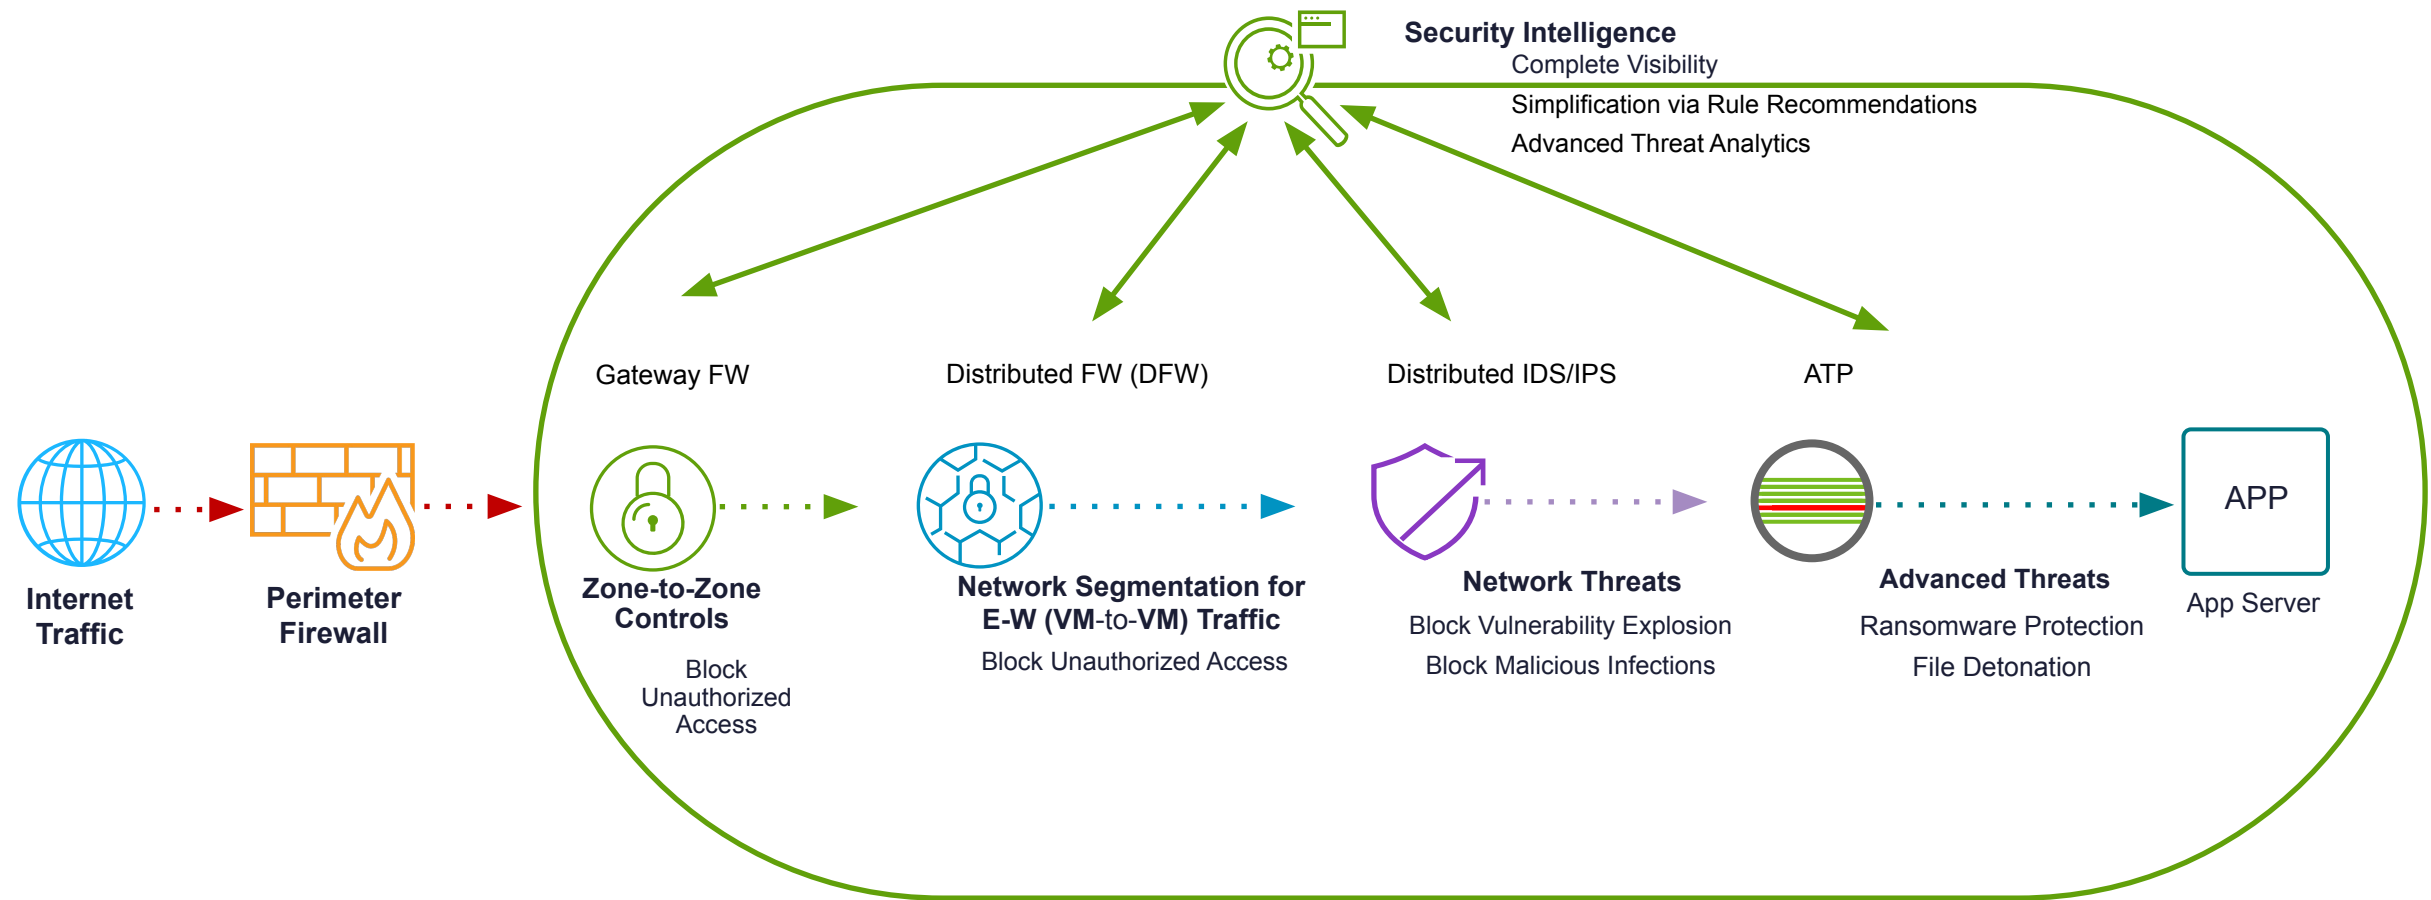 Security Intelligence
Complete Visibility
Simplification via Rule Recommendations
Advanced Threat Analytics
Gateway FW
Distributed FW (DFW)
Distributed IDS/IPS
ATP
APP
Internet
Traffic
Perimeter
Firewall
Zone-to-Zone
Controls
Block
Unauthorized
Access
Network Segmentation for
E-W (VM-to-VM) Traffic
Block Unauthorized Access
Network Threats
Block Vulnerability Explosion
Block Malicious Infections
Advanced Threats
Ransomware Protection
File Detonation
App Server